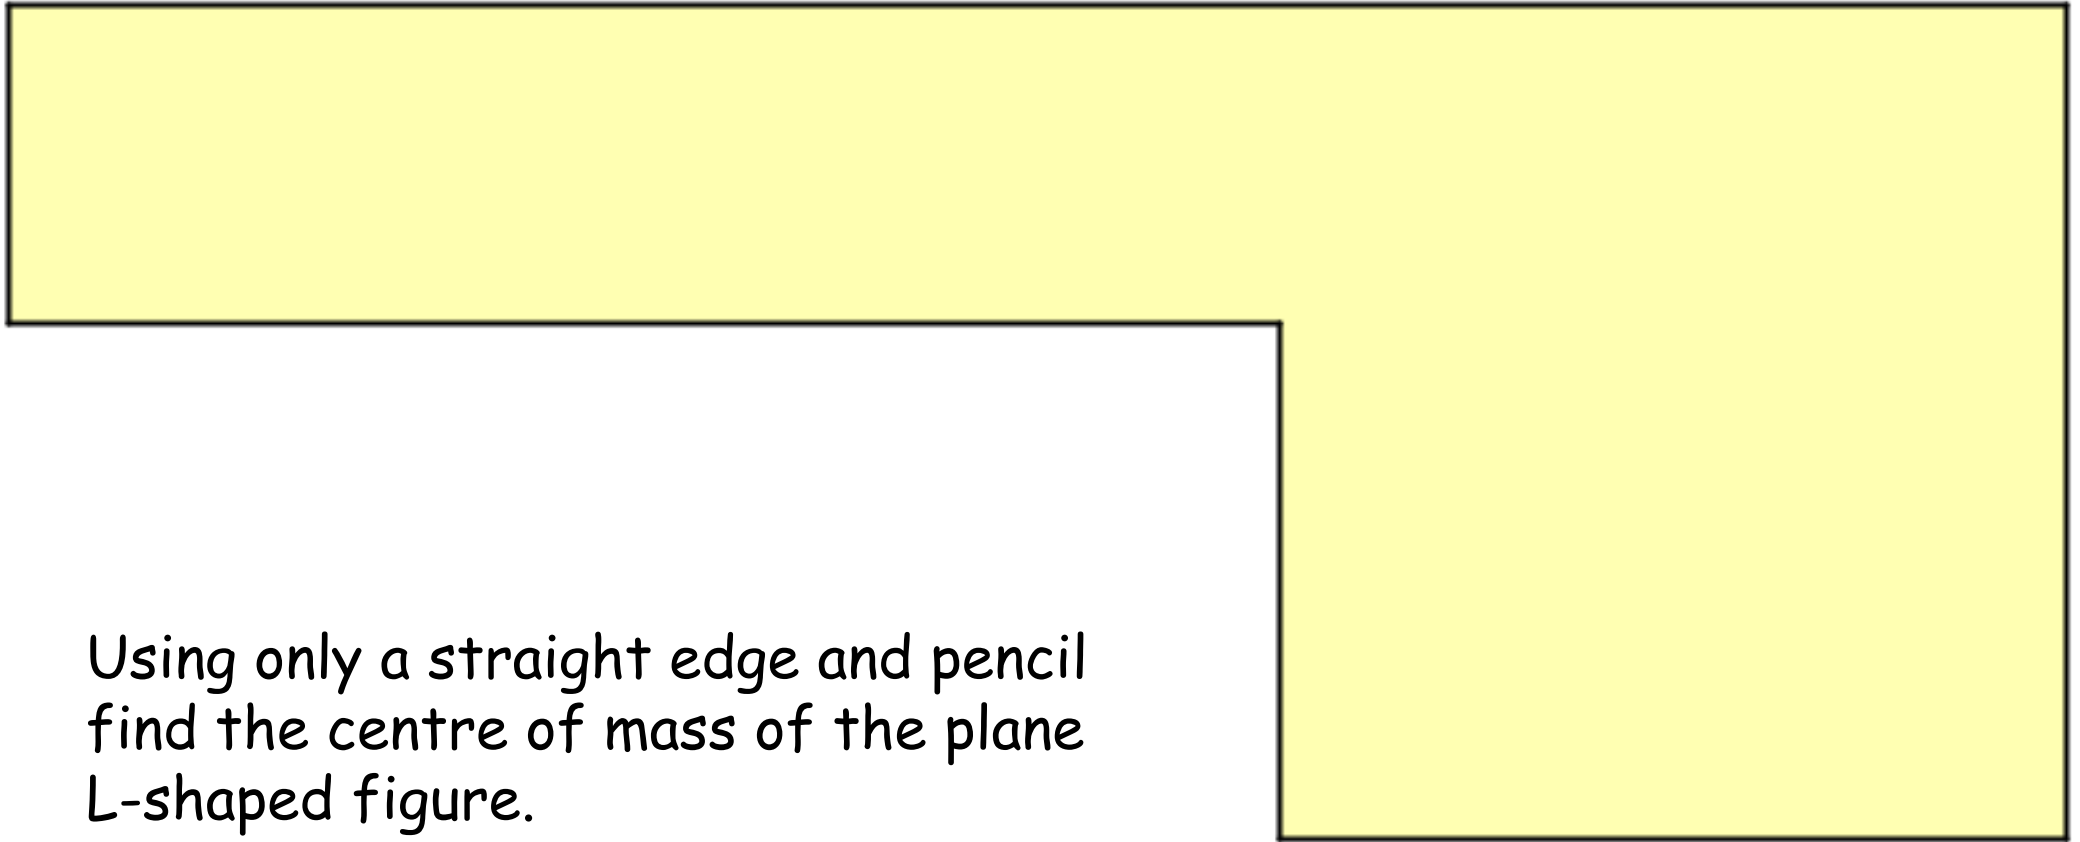 Using only a straight edge and pencil
find the centre of mass of the plane
L-shaped figure.